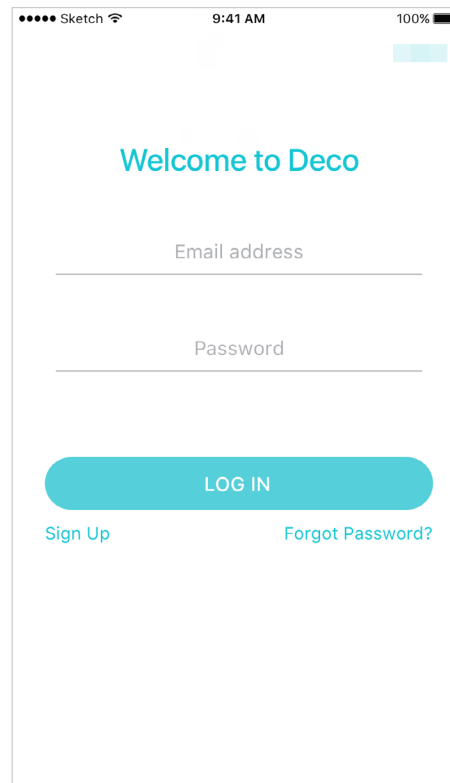 Sketch 9:41 AM 100%
Welcome to Deco
Email address
Password
LOG IN
Sign Up Forgot Password?